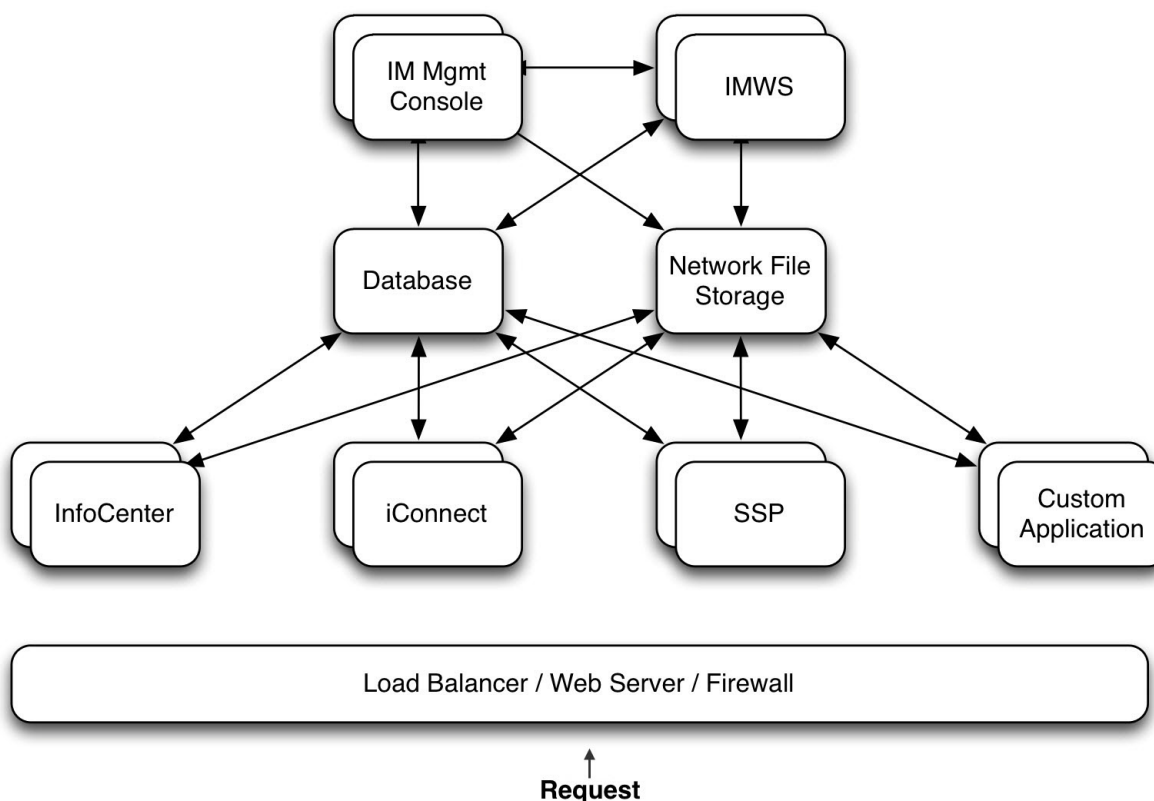 IM Mgmt
Console
IMWS
Database
Network File
Storage
InfoCenter
iConnect
SSP
Custom
Application
Load Balancer / Web Server / Firewall
Request